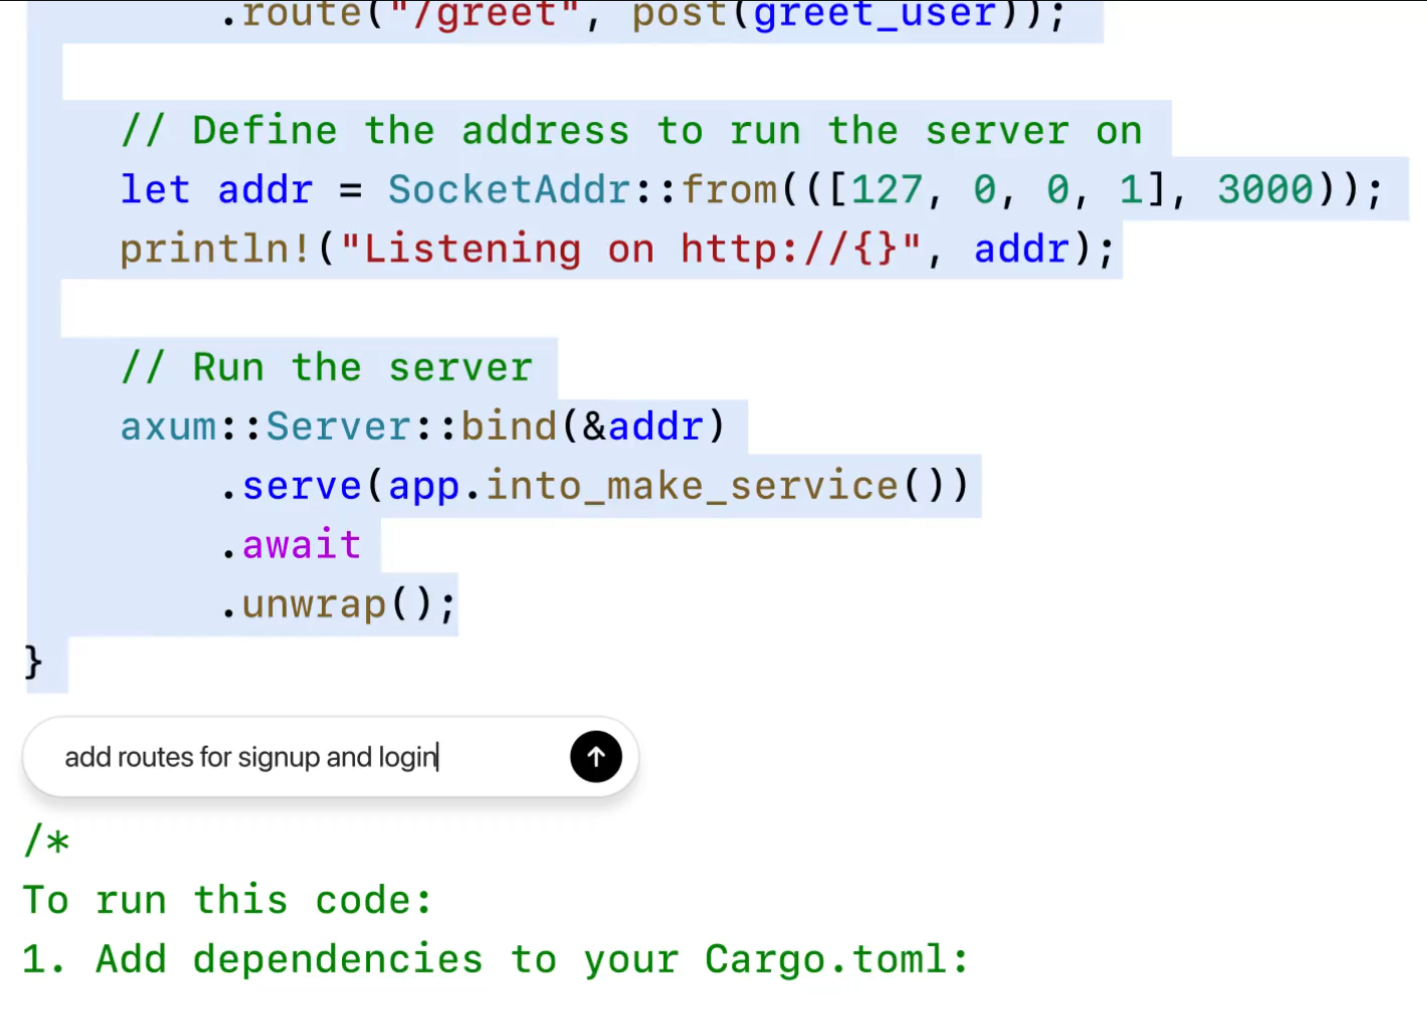 .route("/greet", post(greet_user));
// Define the address to run the server on
let addr = SocketAddr::from(([127, 0, 0, 1], 3000));
println!("Listening on http://{}", addr);
// Run the server
axum::Server::bind(&addr)
.serve(app.into_make_service())
.await
.unwrap();
}
add routes for signup and login
/*
To run this code:
1. Add dependencies to your Cargo.toml: